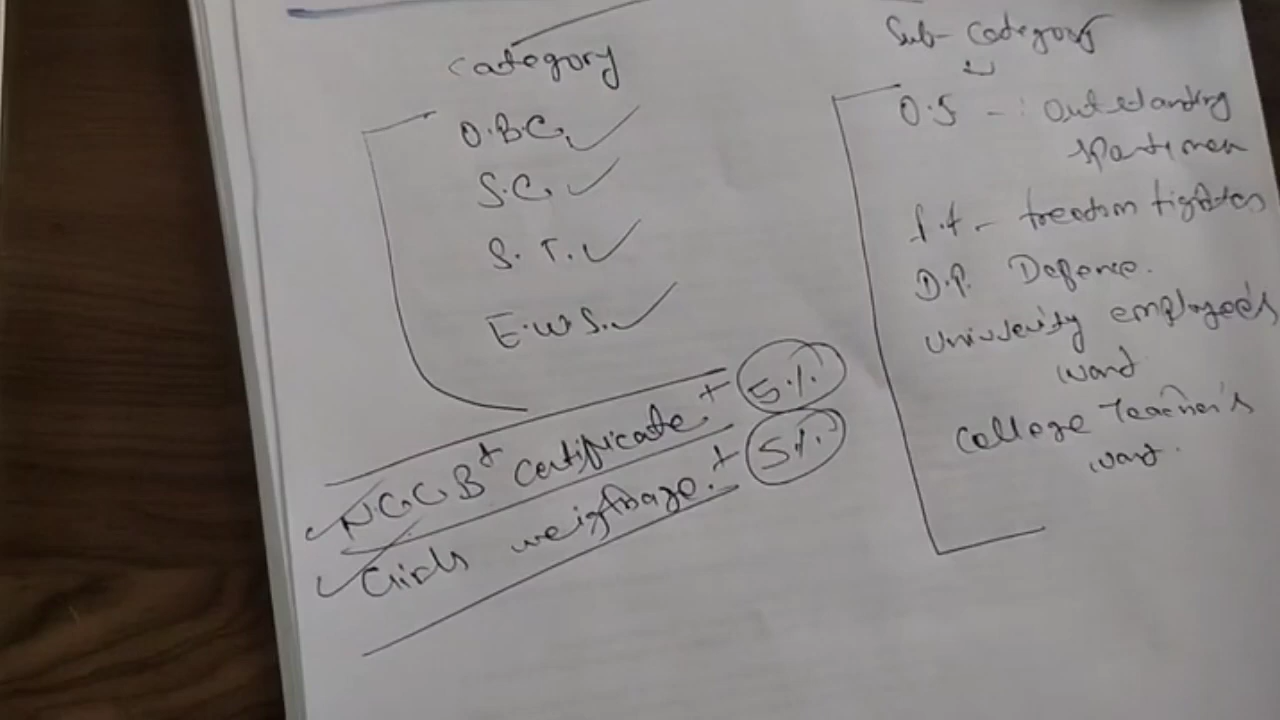 Category
O.B.C.
S.C.
S.T.
E.W.S.
N.C.C B+ Certificate.+ 5%
Girls weightage.+ 5%
Sub-Category
O.S - : Outstanding
Sportsmen
f.f - freedom fighters
D.P. Defence.
University employee's
ward
College Teacher's
ward.